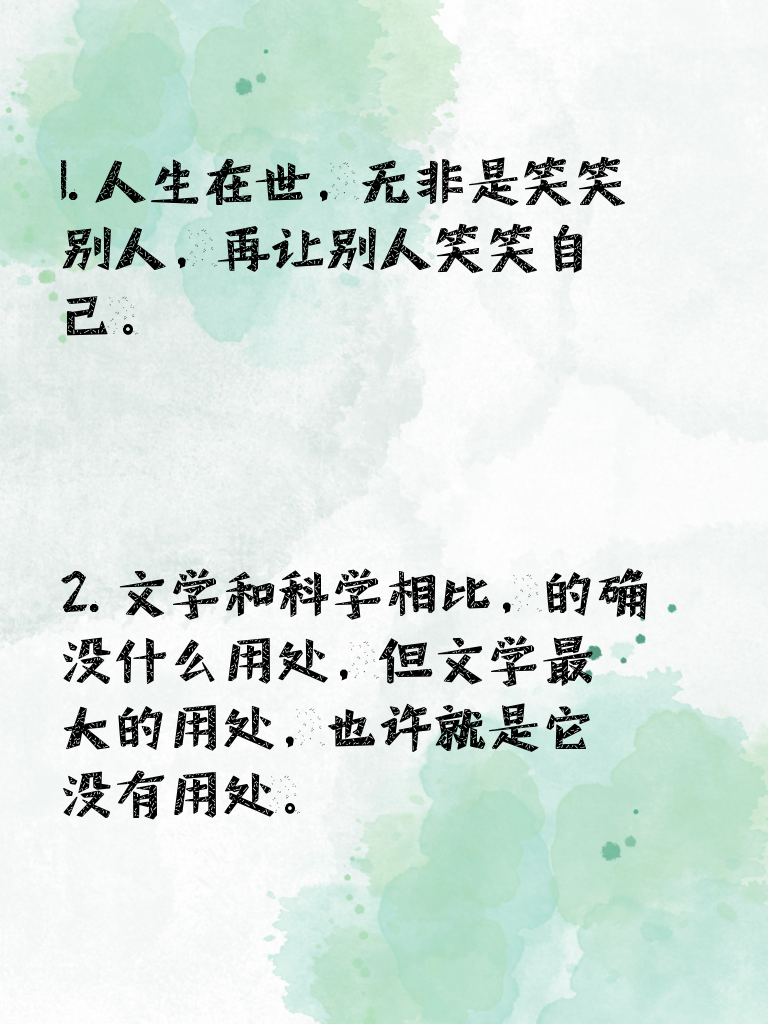 1. 人生在世，无非是笑笑
别人，再让别人笑笑自
己。
2. 文学和科学相比，的确
没什么用处，但文学最
大的用处，也许就是它
没有用处。